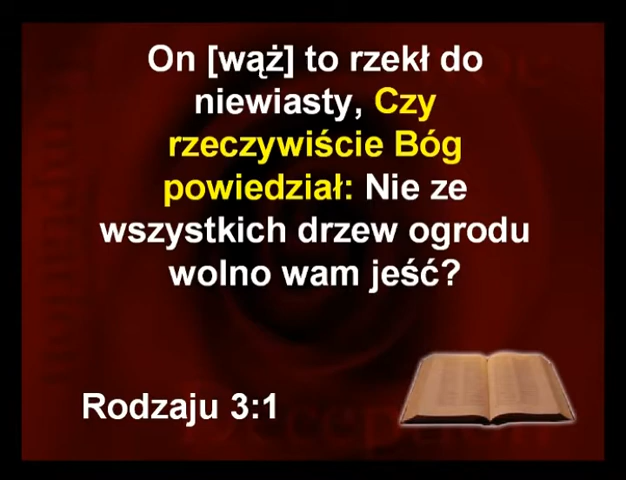 On [wąż] to rzekł do
niewiasty, Czy
rzeczywiście Bóg
powiedział: Nie ze
wszystkich drzew ogrodu
wolno wam jeść?
Rodzaju 3:1